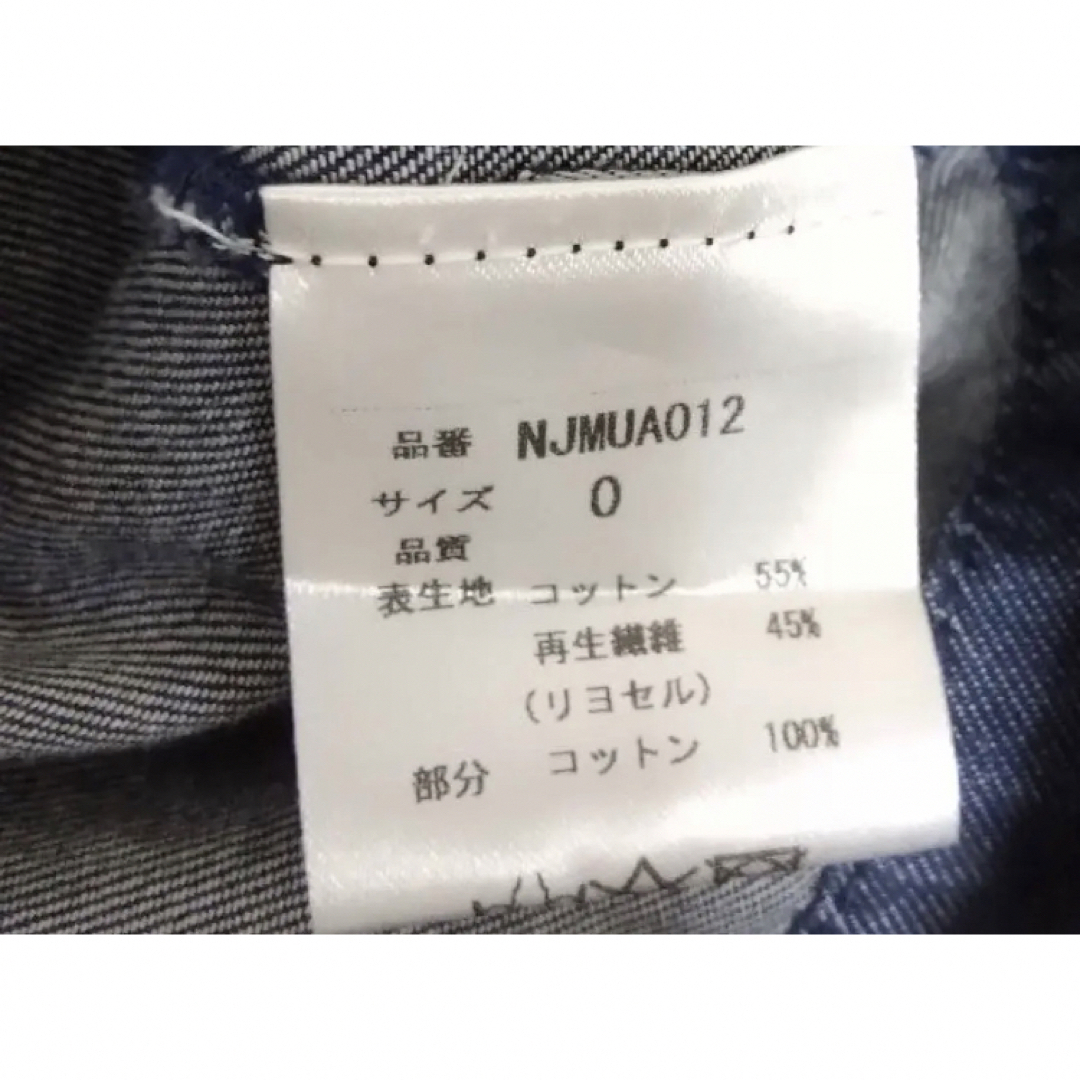 品番 NJMUA012
サイズ 0
品質
表生地 コットン 55%
再生繊維 45%
(リヨセル)
部分 コットン 100%